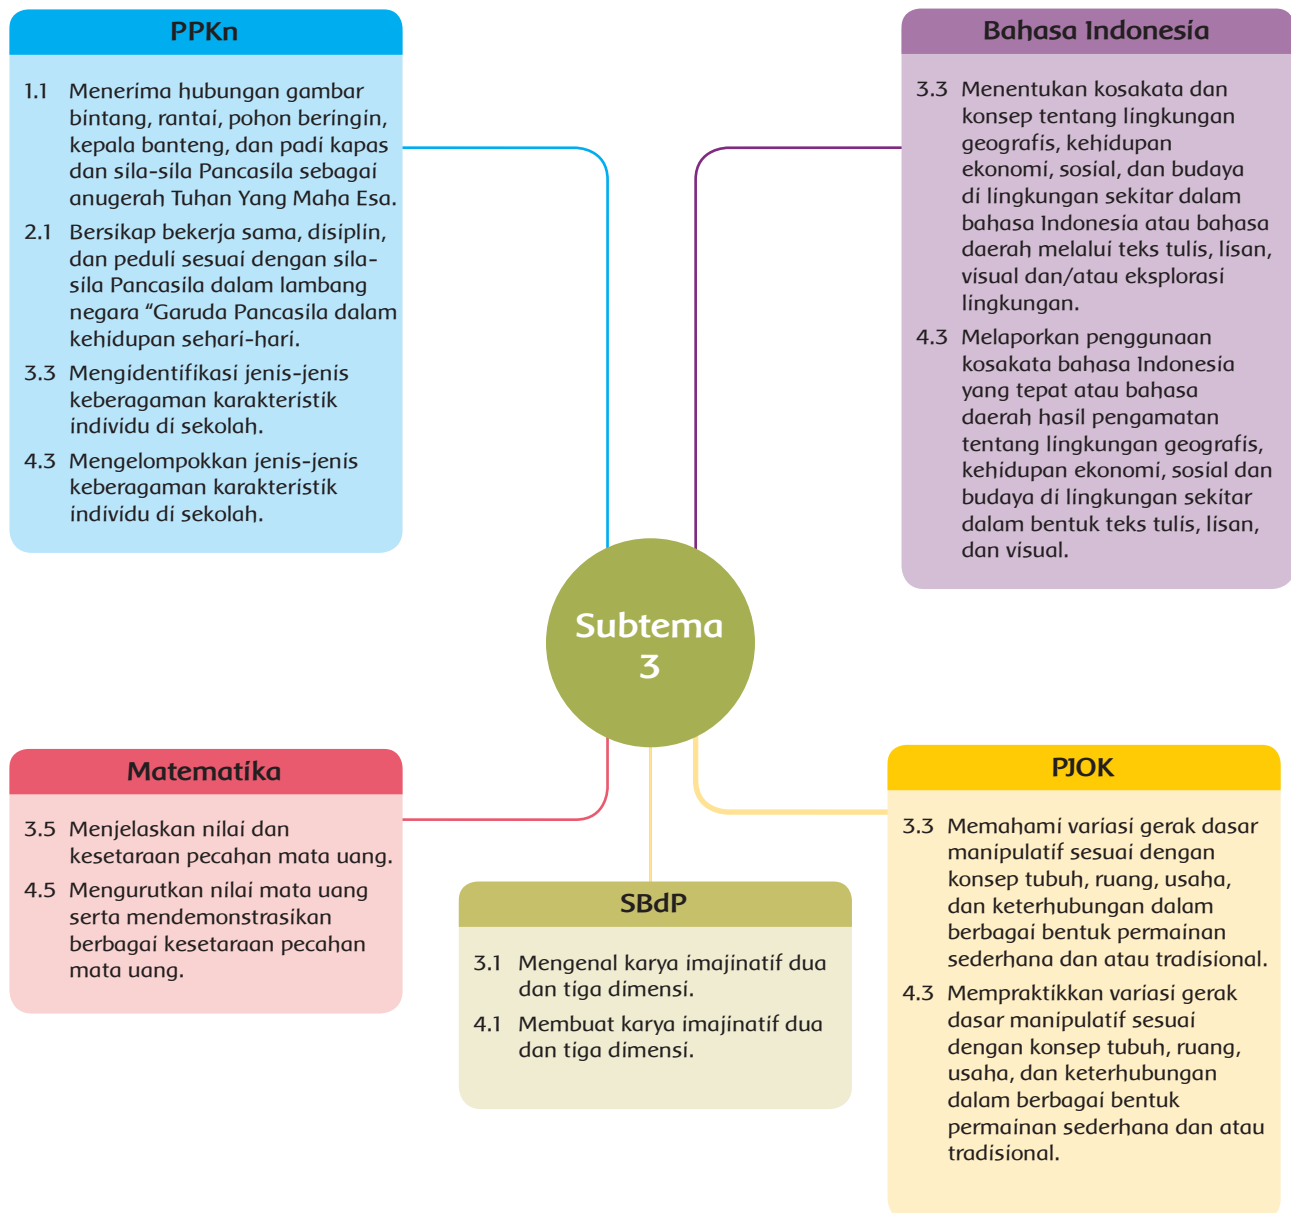 PPKn
1.1 Menerima hubungan gambar
bintang, rantai, pohon beringin,
kepala banteng, dan padi kapas
dan sila-sila Pancasila sebagai
anugerah Tuhan Yang Maha Esa.
2.1 Bersikap bekerja sama, disiplin,
dan peduli sesuai dengan sila-
sila Pancasila dalam lambang
negara “Garuda Pancasila dalam
kehidupan sehari-hari.
3.3 Mengidentifikasi jenis-jenis
keberagaman karakteristik
individu di sekolah.
4.3 Mengelompokkan jenis-jenis
keberagaman karakteristik
individu di sekolah.
Bahasa Indonesia
3.3 Menentukan kosakata dan
konsep tentang lingkungan
geografis, kehidupan
ekonomi, sosial, dan budaya
di lingkungan sekitar dalam
bahasa Indonesia atau bahasa
daerah melalui teks tulis, lisan,
visual dan/atau eksplorasi
lingkungan.
4.3 Melaporkan penggunaan
kosakata bahasa Indonesia
yang tepat atau bahasa
daerah hasil pengamatan
tentang lingkungan geografis,
kehidupan ekonomi, sosial dan
budaya di lingkungan sekitar
dalam bentuk teks tulis, lisan,
dan visual.
Subtema
3
Matematika
3.5 Menjelaskan nilai dan
kesetaraan pecahan mata uang.
4.5 Mengurutkan nilai mata uang
serta mendemonstrasikan
berbagai kesetaraan pecahan
mata uang.
SBdP
3.1 Mengenal karya imajinatif dua
dan tiga dimensi.
4.1 Membuat karya imajinatif dua
dan tiga dimensi.
PJOK
3.3 Memahami variasi gerak dasar
manipulatif sesuai dengan
konsep tubuh, ruang, usaha,
dan keterhubungan dalam
berbagai bentuk permainan
sederhana dan atau tradisional.
4.3 Mempraktikkan variasi gerak
dasar manipulatif sesuai
dengan konsep tubuh, ruang,
usaha, dan keterhubungan
dalam berbagai bentuk
permainan sederhana dan atau
tradisional.